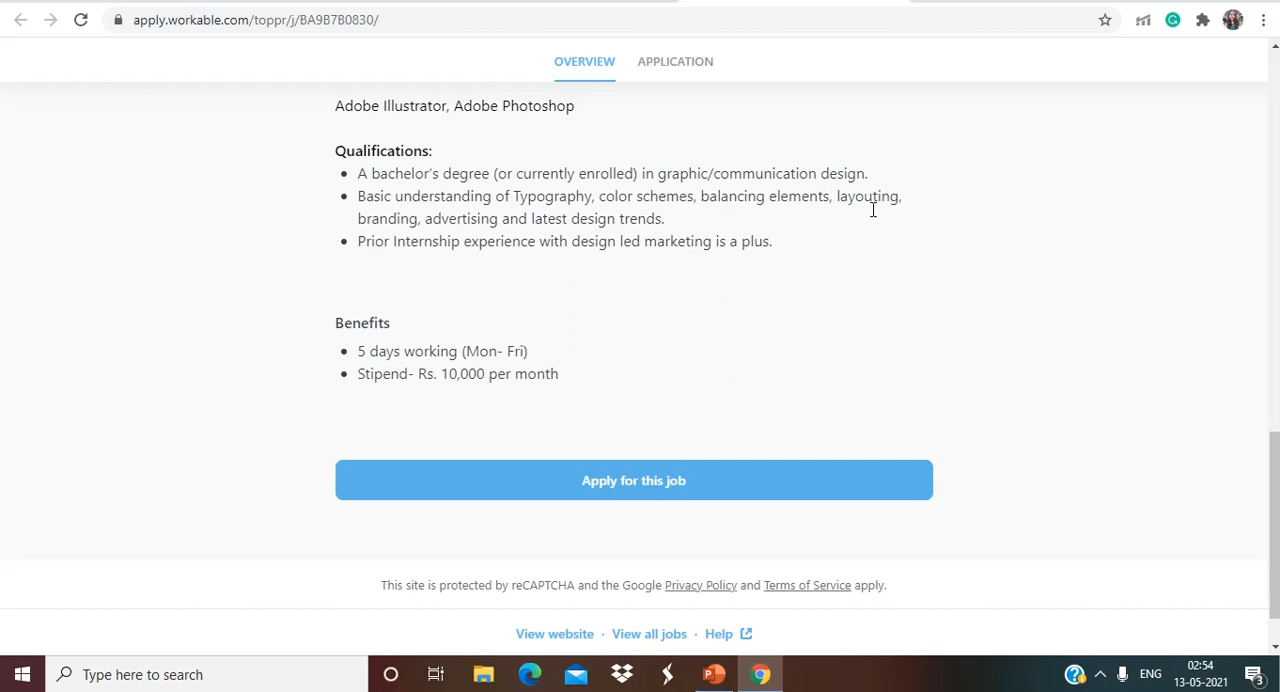 apply.workable.com/toppr/j/BA9B7B0830/
OVERVIEW APPLICATION
Adobe Illustrator, Adobe Photoshop
Qualifications:
A bachelor's degree (or currently enrolled) in graphic/communication design.
Basic understanding of Typography, color schemes, balancing elements, layouting,
branding, advertising and latest design trends.
Prior Internship experience with design led marketing is a plus.
Benefits
5 days working (Mon- Fri)
Stipend- Rs. 10,000 per month
Apply for this job
This site is protected by reCAPTCHA and the Google Privacy Policy and Terms of Service apply.
View website · View all jobs · Help
Type here to search
ENG
02:54
13-05-2021
3